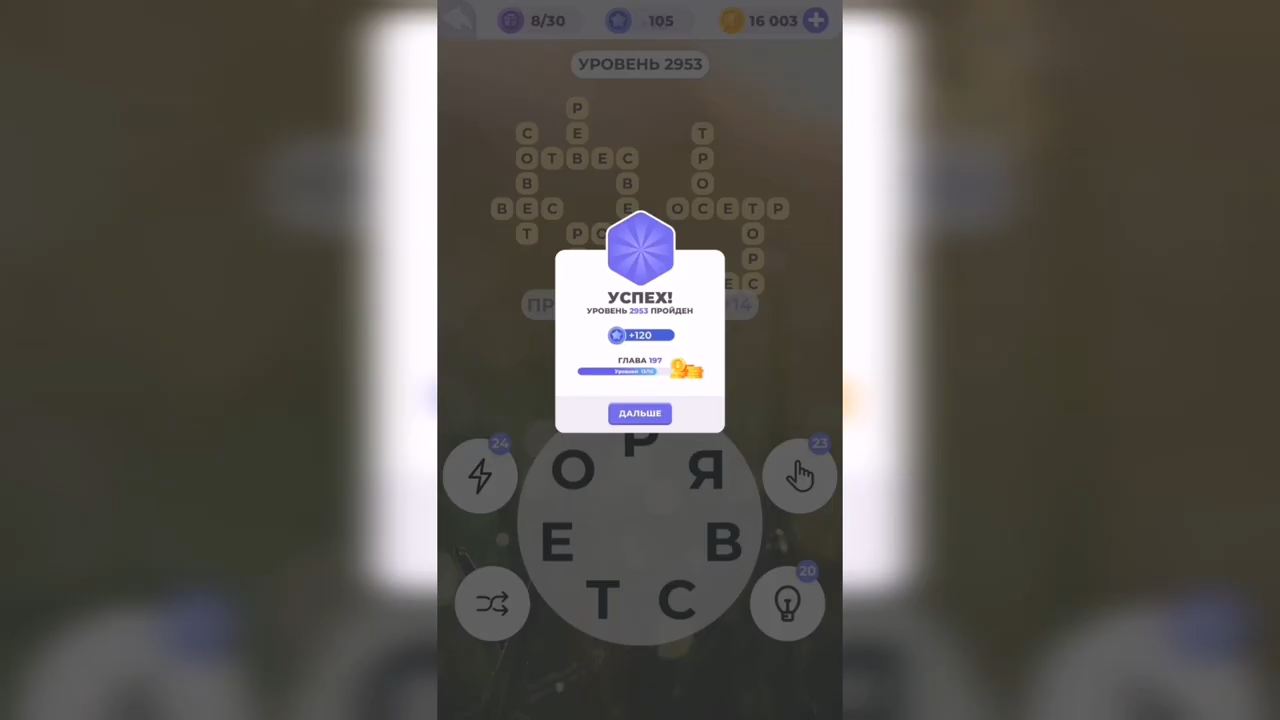 8/30 105 16 003
УРОВЕНЬ 2953
Р
С Е Т
О Т В Е С Р
В В О
В Е С Е О С Е Т Р
Т Р О
Р
Е С
УСПЕХ!
УРОВЕНЬ 2953 ПРОЙДЕН
+120
ГЛАВА 197
ДАЛЬШЕ
24 23
Р
О Я
Е В
Т С
20